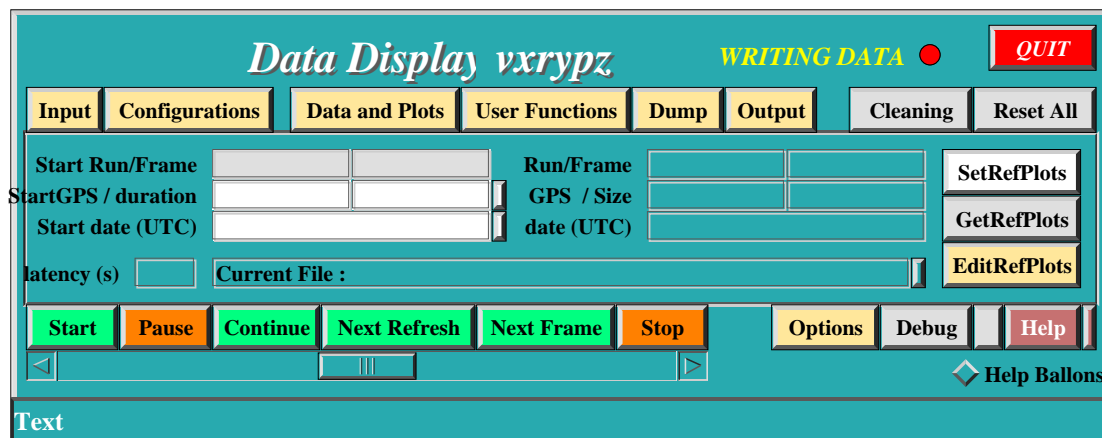 Data Display vxrypz WRITING DATA QUIT
Input Configurations Data and Plots User Functions Dump Output Cleaning Reset All
Start Run/Frame Run/Frame SetRefPlots
StartGPS / duration GPS / Size
Start date (UTC) date (UTC) GetRefPlots
latency (s) Current File : EditRefPlots
Start Pause Continue Next Refresh Next Frame Stop Options Debug Help
Help Ballons
Text